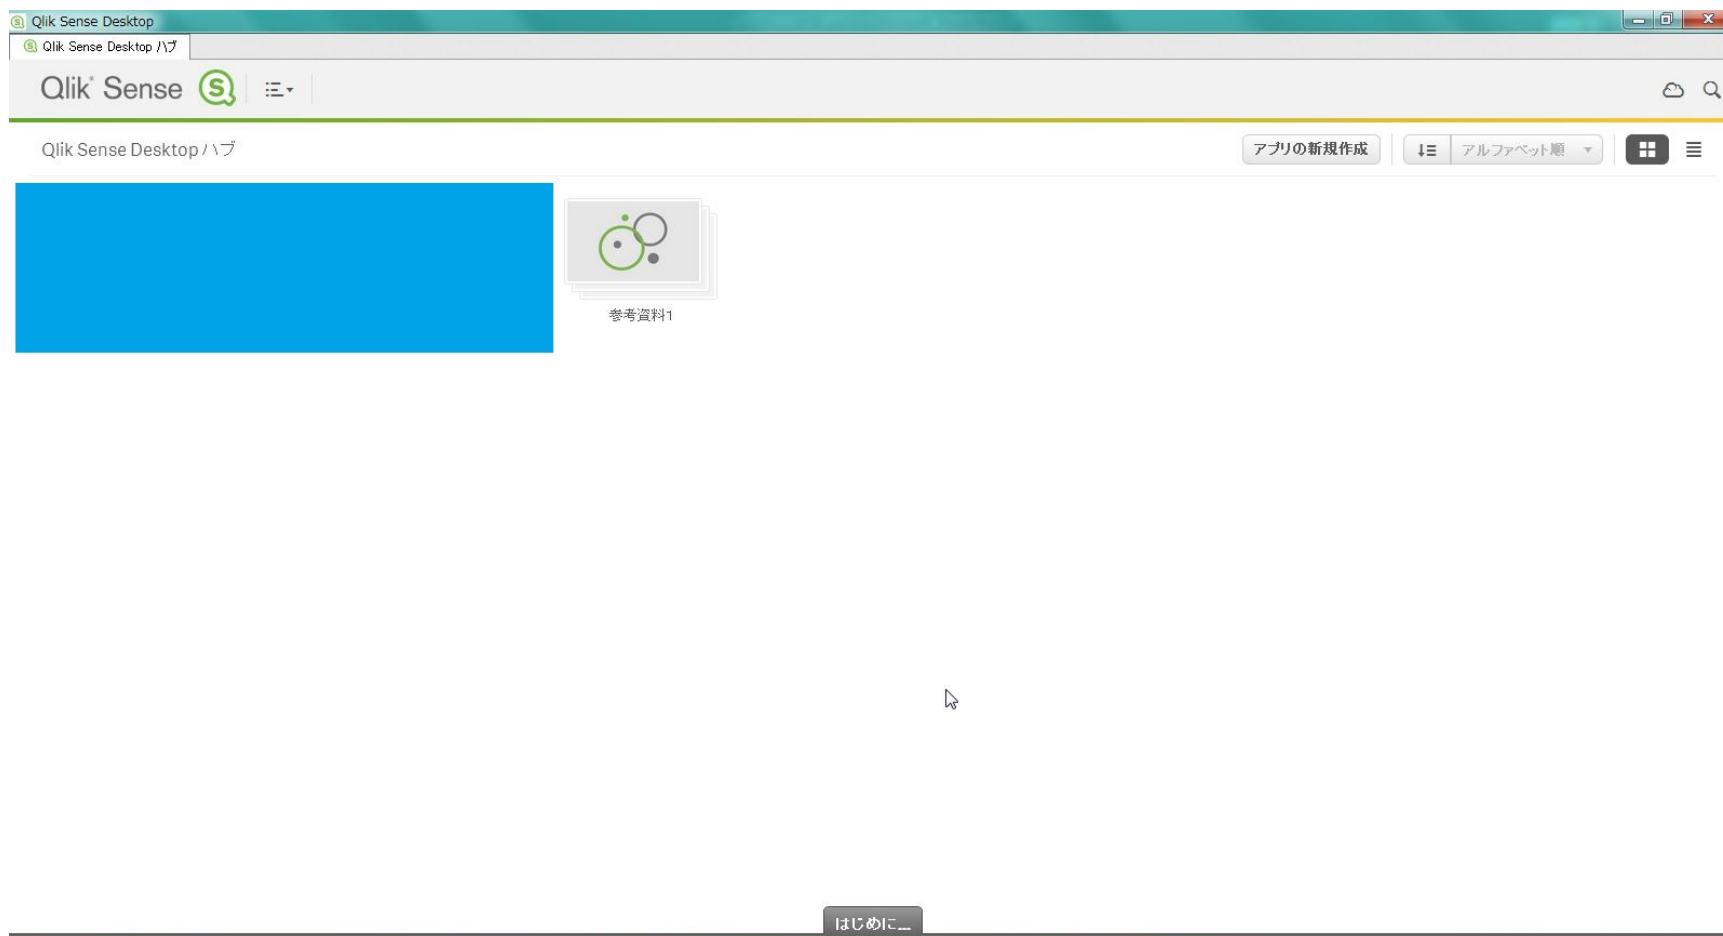 Qlik Sense Desktop
Qlik Sense Desktop ハブ
Qlik Sense
Qlik Sense Desktop ハブ
アプリの新規作成
アルファベット順
参考資料1
はじめに...